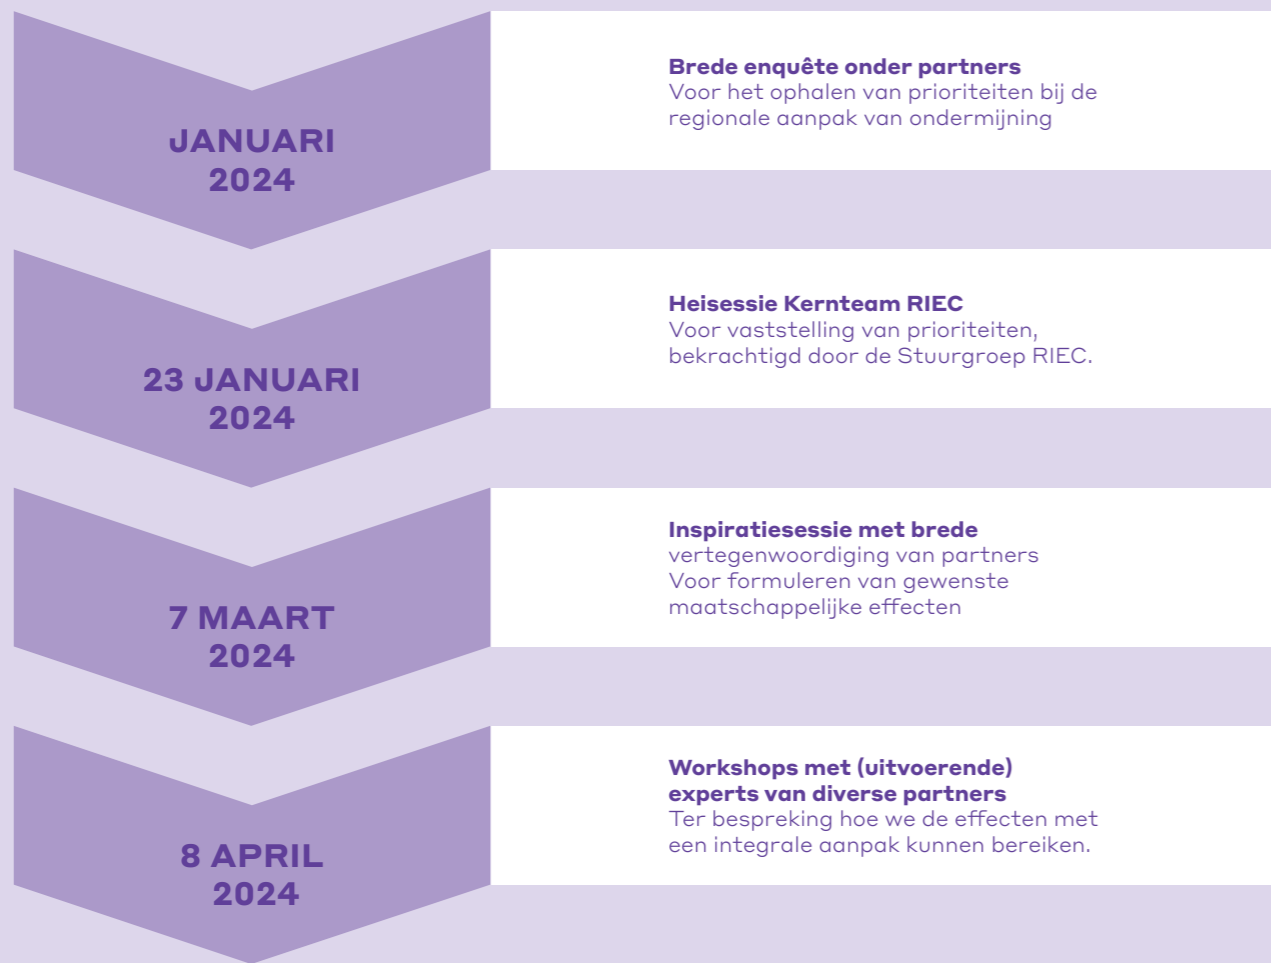 JANUARI
2024
Brede enquête onder partners
Voor het ophalen van prioriteiten bij de
regionale aanpak van ondermijning
23 JANUARI
2024
Heisessie Kernteam RIEC
Voor vaststelling van prioriteiten,
bekrachtigd door de Stuurgroep RIEC.
7 MAART
2024
Inspiratiesessie met brede
vertegenwoordiging van partners
Voor formuleren van gewenste
maatschappelijke effecten
8 APRIL
2024
Workshops met (uitvoerende)
experts van diverse partners
Ter bespreking hoe we de effecten met
een integrale aanpak kunnen bereiken.